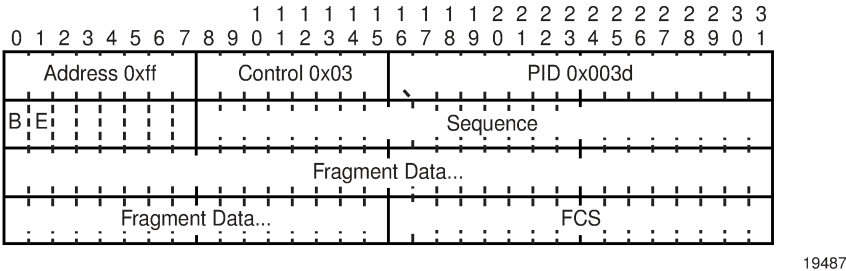 1 1 1 1 1 1 1 1 1 1 2 2 2 2 2 2 2 2 2 2 3 3
0 1 2 3 4 5 6 7 8 9 0 1 2 3 4 5 6 7 8 9 0 1 2 3 4 5 6 7 8 9 0 1
Address 0xff Control 0x03 PID 0x003d
B E Sequence
Fragment Data...
Fragment Data... FCS
19487